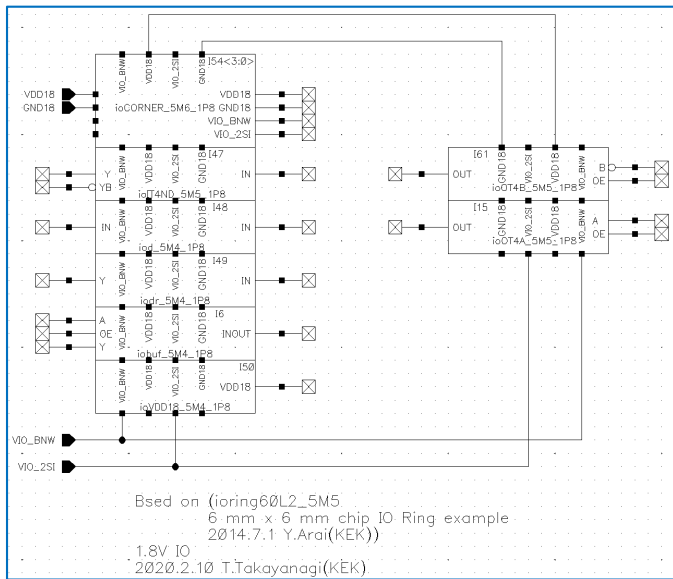 VIO_BNW VDD18 VIO_2SI GND18 I54<3:0>
VDD18
GND18
ioCORNER_5M6_1P8
VDD18
GND18
VIO_BNW
VIO_2SI
VIO_BNW VDD18 VIO_2SI GND18 I47
Y
YB
IN
ioIT4ND_5M5_1P8
VIO_BNW VDD18 VIO_2SI GND18 I48
IN
IN
iod_5M4_1P8
VIO_BNW VDD18 VIO_2SI GND18 I49
Y
IN
iodr_5M4_1P8
VIO_BNW VDD18 VIO_2SI GND18 I6
A
OE
Y
INOUT
iobuf_5M4_1P8
VIO_BNW VDD18 VIO_2SI GND18 I50
VDD18
ioVDD18_5M4_1P8
VIO_BNW
VIO_2SI
I61 GND18 VIO_2SI VDD18 VIO_BNW
OUT
B
OE
ioOT4B_5M5_1P8
I15 GND18 VIO_2SI VDD18 VIO_BNW
OUT
A
OE
ioOT4A_5M5_1P8
Bsed on (ioring60L2_5M5
6 mm x 6 mm chip IO Ring example
2014.7.1 Y.Arai(KEK))
1.8V IO
2020.2.10 T.Takayanagi(KEK)